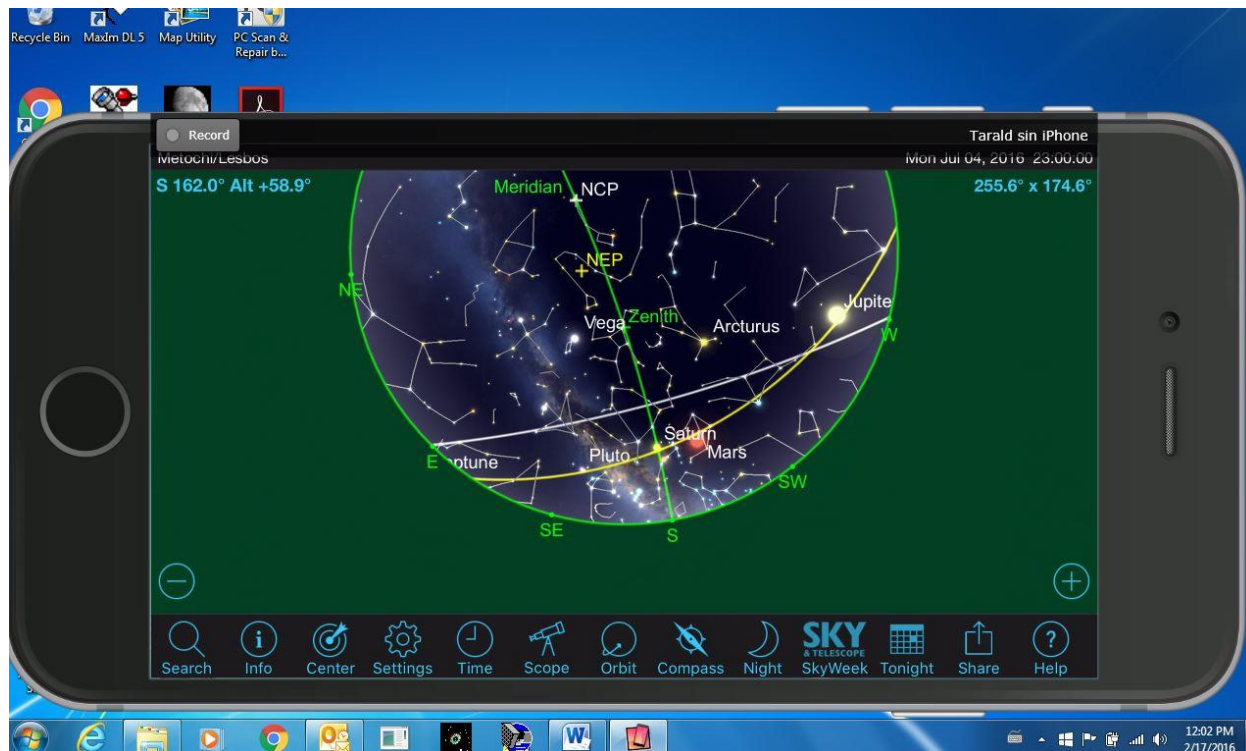 Recycle Bin
MaxIm DL 5
Map Utility
PC Scan &
Repair b...
Record
Tarald sin iPhone
Metochi/Lesbos
Mon Jul 04, 2016 23:00:00
S 162.0° Alt +58.9°
255.6° x 174.6°
Meridian
NCP
NEP
NE
Vega
Zenith
Arcturus
Jupite
W
Saturn
Mars
Pluto
E
eptune
SW
SE
S
Search
Info
Center
Settings
Time
Scope
Orbit
Compass
Night
SKY
& TELESCOPE
SkyWeek
Tonight
Share
Help
12:02 PM
2/17/2016